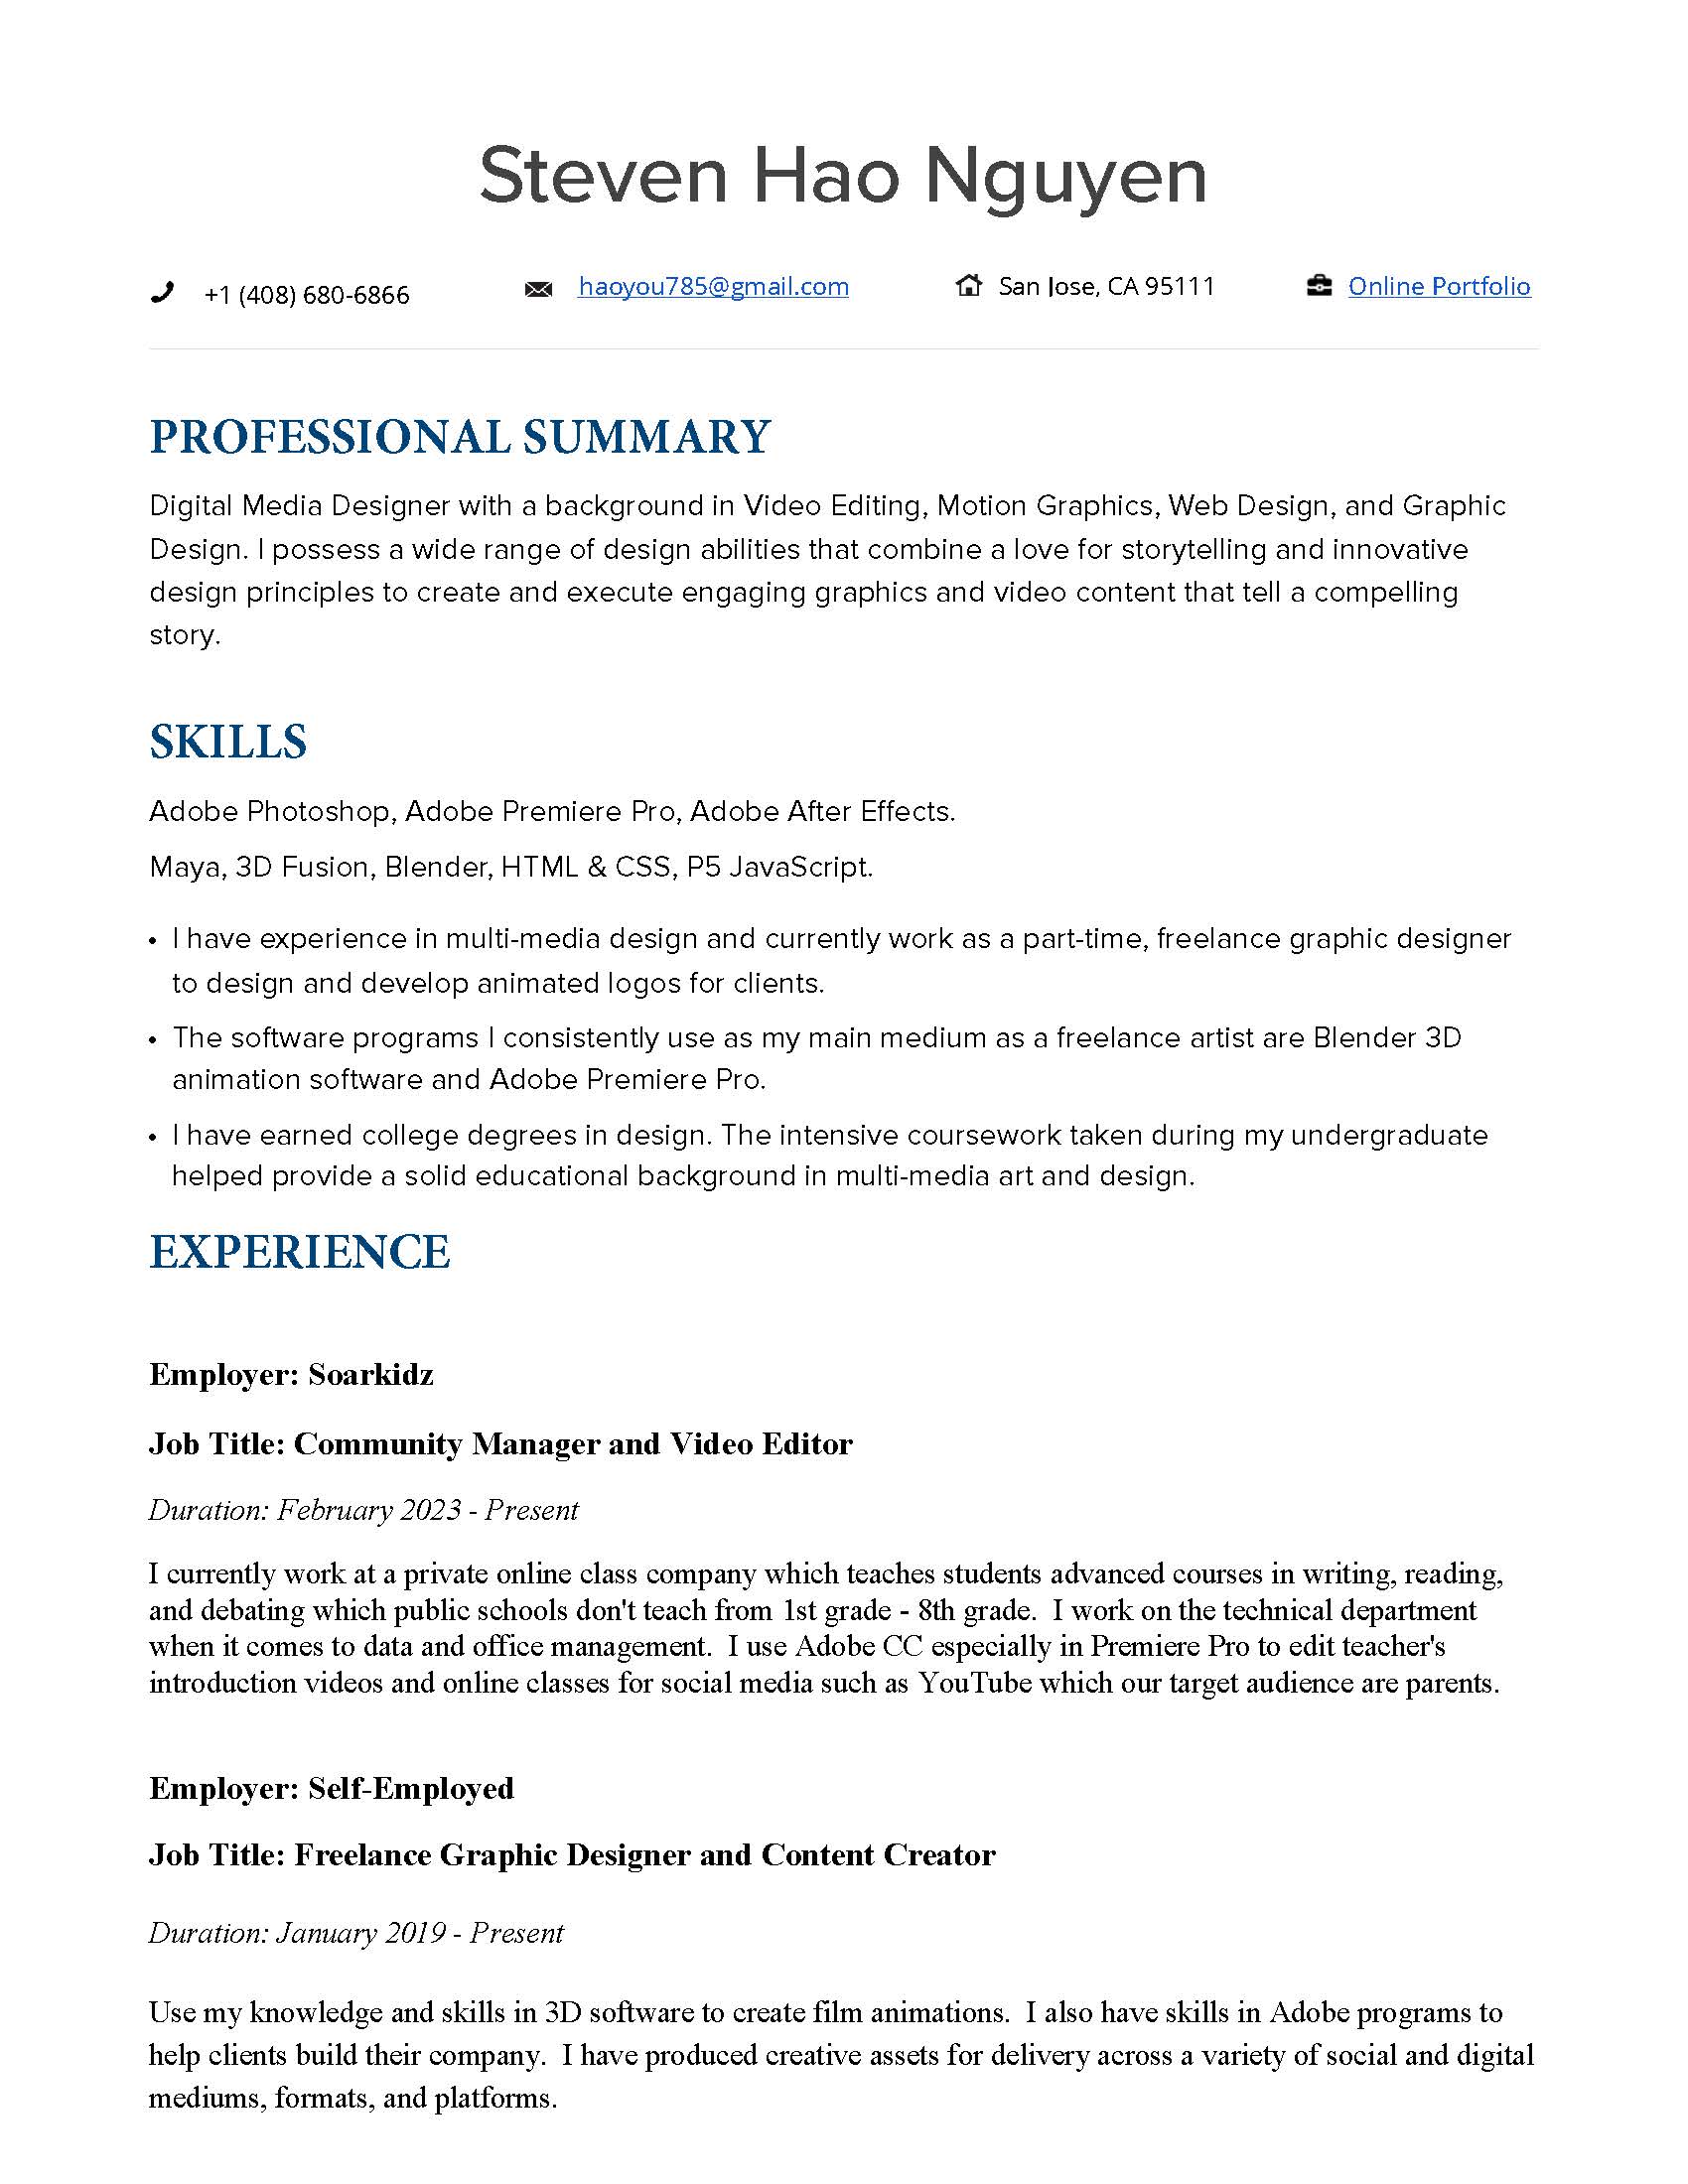 Steven Hao Nguyen
+1 (408) 680-6866 haoyou785@gmail.com San Jose, CA 95111 Online Portfolio
PROFESSIONAL SUMMARY
Digital Media Designer with a background in Video Editing, Motion Graphics, Web Design, and Graphic
Design. I possess a wide range of design abilities that combine a love for storytelling and innovative
design principles to create and execute engaging graphics and video content that tell a compelling
story.
SKILLS
Adobe Photoshop, Adobe Premiere Pro, Adobe After Effects.
Maya, 3D Fusion, Blender, HTML & CSS, P5 JavaScript.
• I have experience in multi-media design and currently work as a part-time, freelance graphic designer
to design and develop animated logos for clients.
• The software programs I consistently use as my main medium as a freelance artist are Blender 3D
animation software and Adobe Premiere Pro.
• I have earned college degrees in design. The intensive coursework taken during my undergraduate
helped provide a solid educational background in multi-media art and design.
EXPERIENCE
Employer: Soarkidz
Job Title: Community Manager and Video Editor
Duration: February 2023 - Present
I currently work at a private online class company which teaches students advanced courses in writing, reading,
and debating which public schools don't teach from 1st grade - 8th grade.  I work on the technical department
when it comes to data and office management.  I use Adobe CC especially in Premiere Pro to edit teacher's
introduction videos and online classes for social media such as YouTube which our target audience are parents.
Employer: Self-Employed
Job Title: Freelance Graphic Designer and Content Creator
Duration: January 2019 - Present
Use my knowledge and skills in 3D software to create film animations.  I also have skills in Adobe programs to
help clients build their company.  I have produced creative assets for delivery across a variety of social and digital
mediums, formats, and platforms.